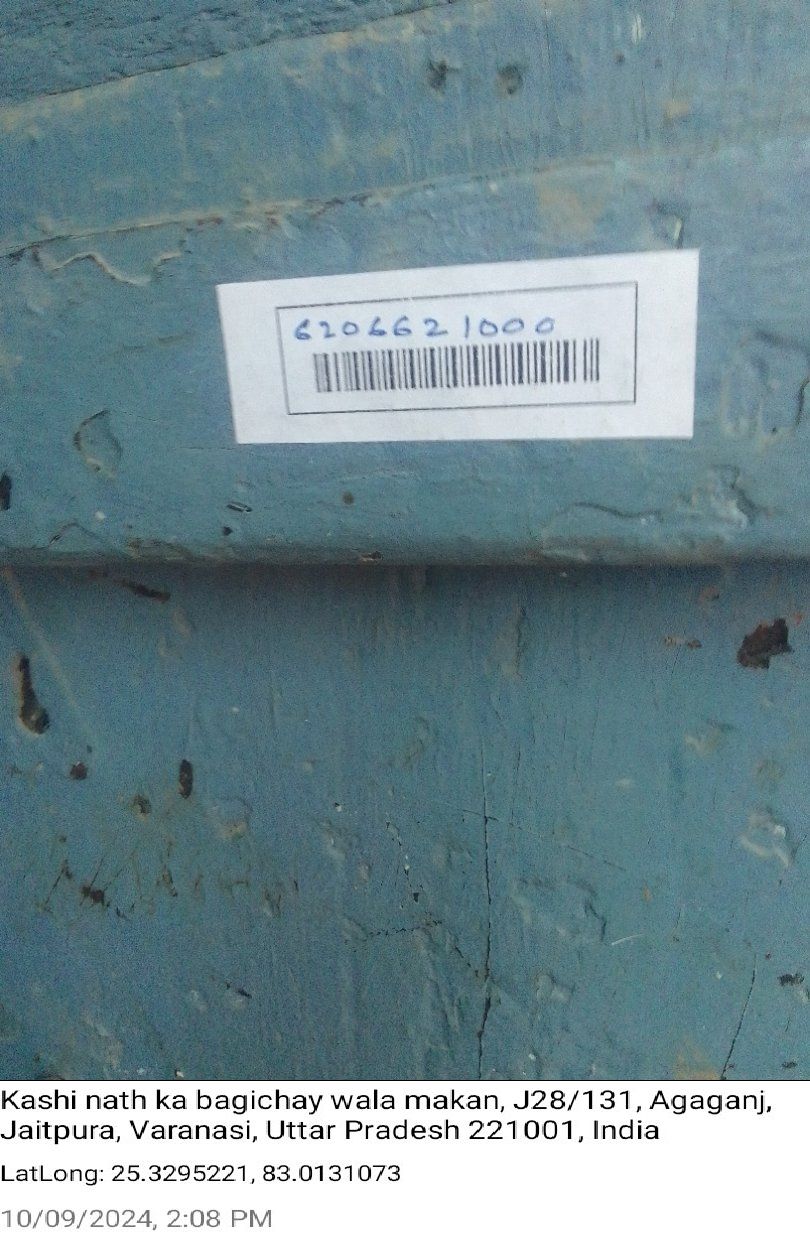 6206621000
Kashi nath ka bagichay wala makan, J28/131, Agaganj,
Jaitpura, Varanasi, Uttar Pradesh 221001, India
LatLong: 25.3295221, 83.0131073
10/09/2024, 2:08 PM